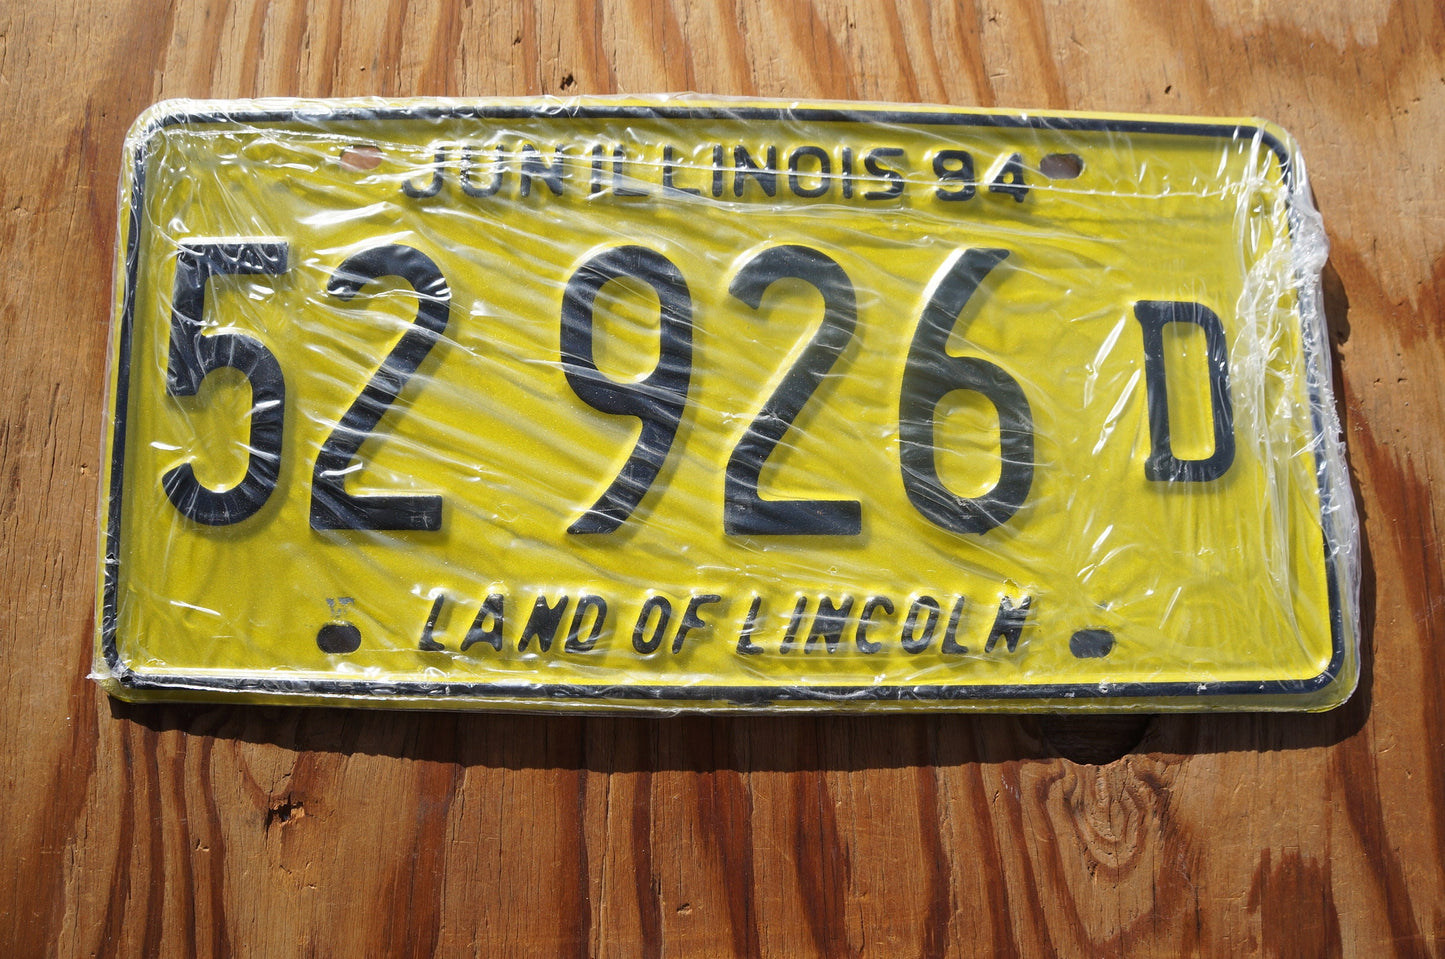 JUN ILLINOIS 94
52 926 D
LAND OF LINCOLN